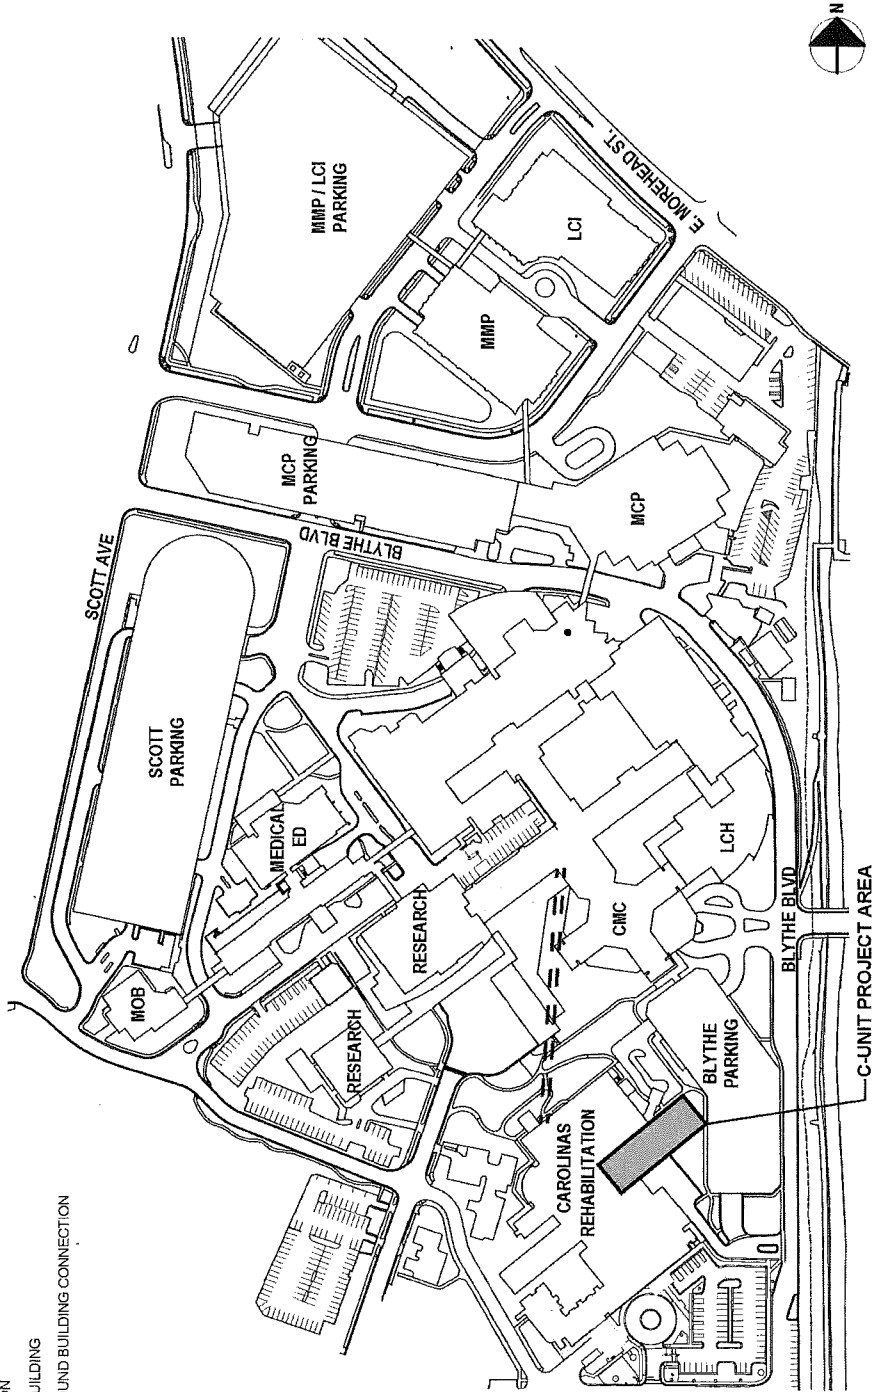 N
E. MOREHEAD ST.
MMP / LCI
PARKING
LCI
MMP
MCP
PARKING
MCP
BLYTHE BLVD
SCOTT AVE
SCOTT
PARKING
MEDICAL
ED
RESEARCH
MOB
RESEARCH
CMC
LCH
BLYTHE BLVD
BLYTHE
PARKING
CAROLINAS
REHABILITATION
C-UNIT PROJECT AREA
UND BUILDING CONNECTION
UILDING
ON